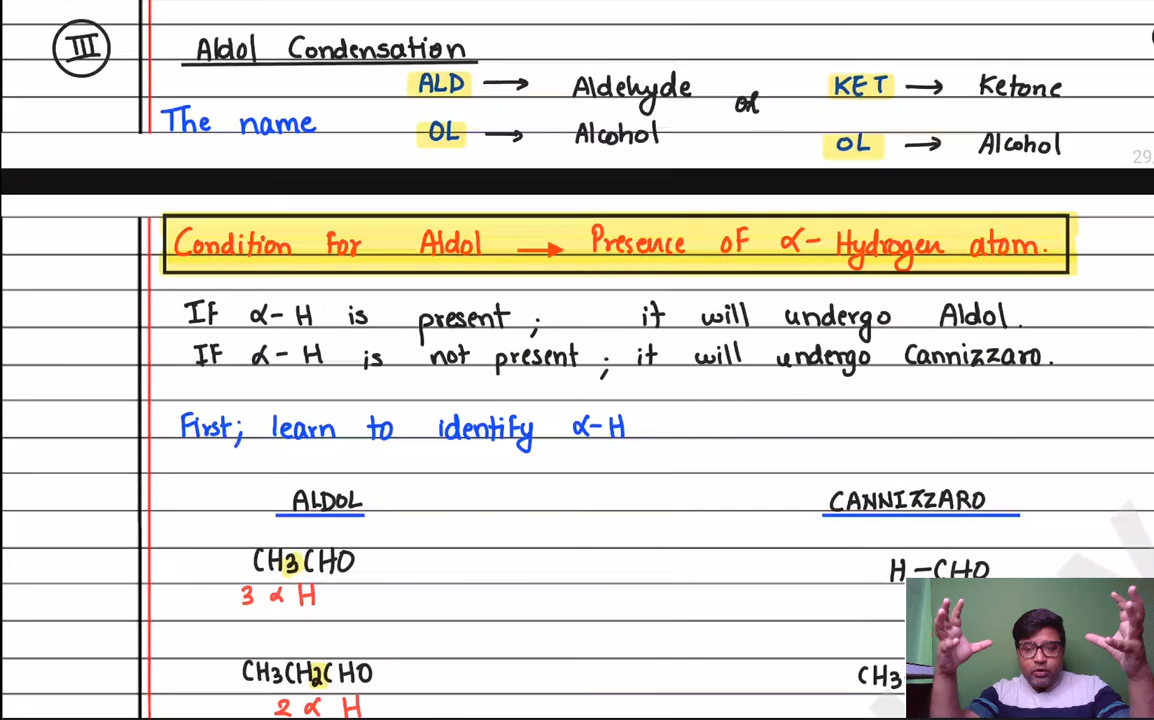 III Aldol Condensation
ALD → Aldehyde or KET → Ketone
The name OL → Alcohol OL → Alcohol
29
Condition for Aldol → Presence of α- Hydrogen atom.
If α-H is present ; it will undergo Aldol.
If α-H is not present ; it will undergo Cannizzaro.
First; learn to identify α-H
ALDOL CANNIZZARO
CH3CHO H-CHO
3 α H
CH3CH2CHO CH3
2 α H